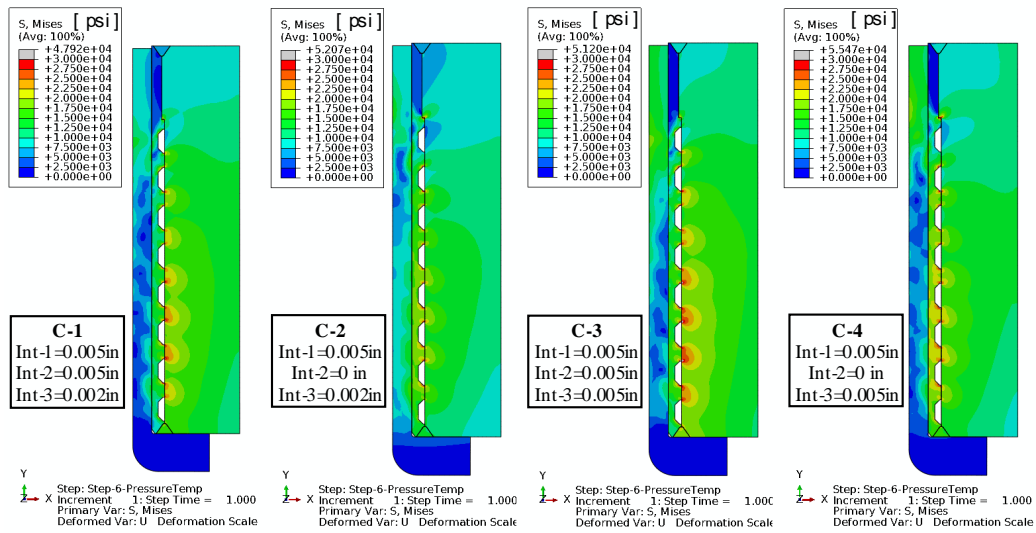 S, Mises [ psi]
(Avg: 100%)
+4.792e+04
+3.000e+04
+2.750e+04
+2.500e+04
+2.250e+04
+2.000e+04
+1.750e+04
+1.500e+04
+1.250e+04
+1.000e+04
+7.500e+03
+5.000e+03
+2.500e+03
+0.000e+00
C-1
Int-1=0.005in
Int-2=0.005in
Int-3=0.002in
Y
Z X
Step: Step-6-PressureTemp
Increment 1: Step Time = 1.000
Primary Var: S, Mises
Deformed Var: U Deformation Scale
S, Mises [ psi]
(Avg: 100%)
+5.207e+04
+3.000e+04
+2.750e+04
+2.500e+04
+2.250e+04
+2.000e+04
+1.750e+04
+1.500e+04
+1.250e+04
+1.000e+04
+7.500e+03
+5.000e+03
+2.500e+03
+0.000e+00
C-2
Int-1=0.005in
Int-2=0 in
Int-3=0.002in
Y
Z X
Step: Step-6-PressureTemp
Increment 1: Step Time = 1.000
Primary Var: S, Mises
Deformed Var: U Deformation Scale
S, Mises [ psi]
(Avg: 100%)
+5.120e+04
+3.000e+04
+2.750e+04
+2.500e+04
+2.250e+04
+2.000e+04
+1.750e+04
+1.500e+04
+1.250e+04
+1.000e+04
+7.500e+03
+5.000e+03
+2.500e+03
+0.000e+00
C-3
Int-1=0.005in
Int-2=0.005in
Int-3=0.005in
Y
Z X
Step: Step-6-PressureTemp
Increment 1: Step Time = 1.000
Primary Var: S, Mises
Deformed Var: U Deformation Scale
S, Mises [ psi]
(Avg: 100%)
+5.547e+04
+3.000e+04
+2.750e+04
+2.500e+04
+2.250e+04
+2.000e+04
+1.750e+04
+1.500e+04
+1.250e+04
+1.000e+04
+7.500e+03
+5.000e+03
+2.500e+03
+0.000e+00
C-4
Int-1=0.005in
Int-2=0 in
Int-3=0.005in
Y
Z X
Step: Step-6-PressureTemp
Increment 1: Step Time = 1.000
Primary Var: S, Mises
Deformed Var: U Deformation Scale